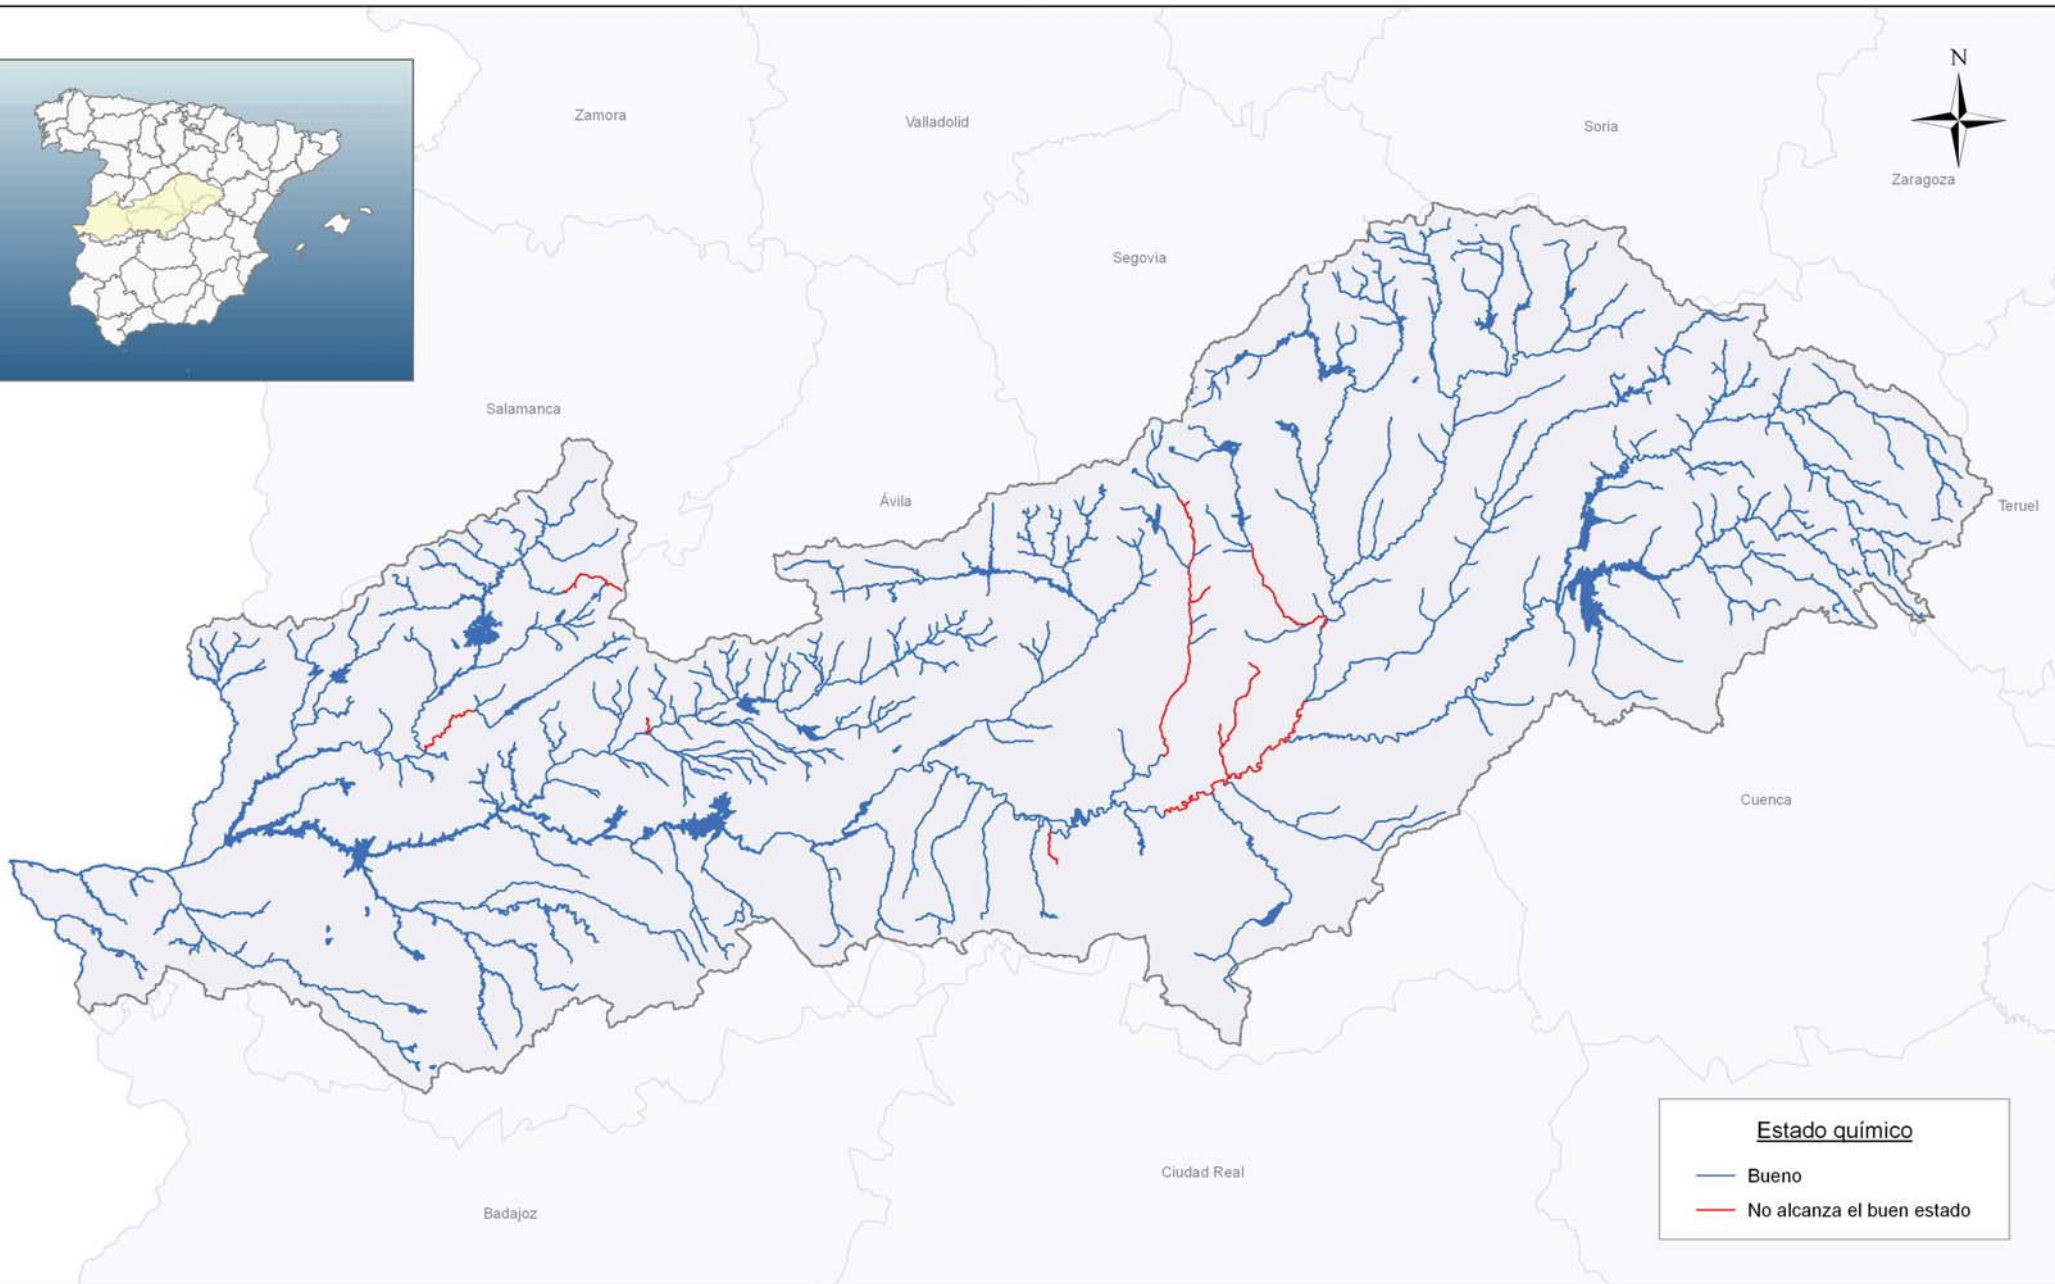 N
Zamora
Valladolid
Soria
Zaragoza
Segovia
Salamanca
Ávila
Teruel
Cuenca
Ciudad Real
Badajoz
Estado químico
Bueno
No alcanza el buen estado